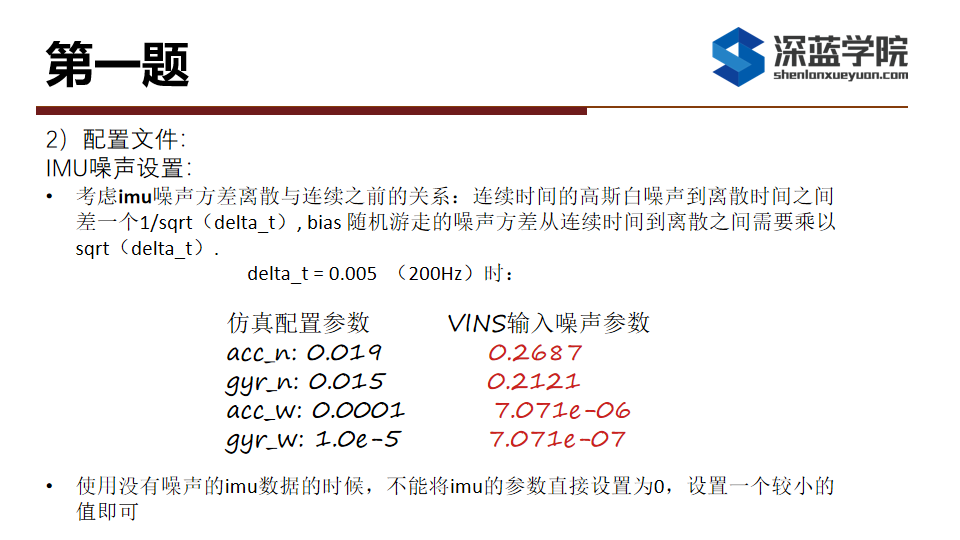 第一题
深蓝学院
shenlanxueyuan.com
2）配置文件：
IMU噪声设置：
• 考虑imu噪声方差离散与连续之前的关系：连续时间的高斯白噪声到离散时间之间
差一个1/sqrt（delta_t）, bias 随机游走的噪声方差从连续时间到离散之间需要乘以
sqrt（delta_t）.
delta_t = 0.005 （200Hz）时：
仿真配置参数 VINS输入噪声参数
acc_n: 0.019 0.2687
gyr_n: 0.015 0.2121
acc_w: 0.0001 7.071e-06
gyr_w: 1.0e-5 7.071e-07
• 使用没有噪声的imu数据的时候，不能将imu的参数直接设置为0，设置一个较小的
值即可